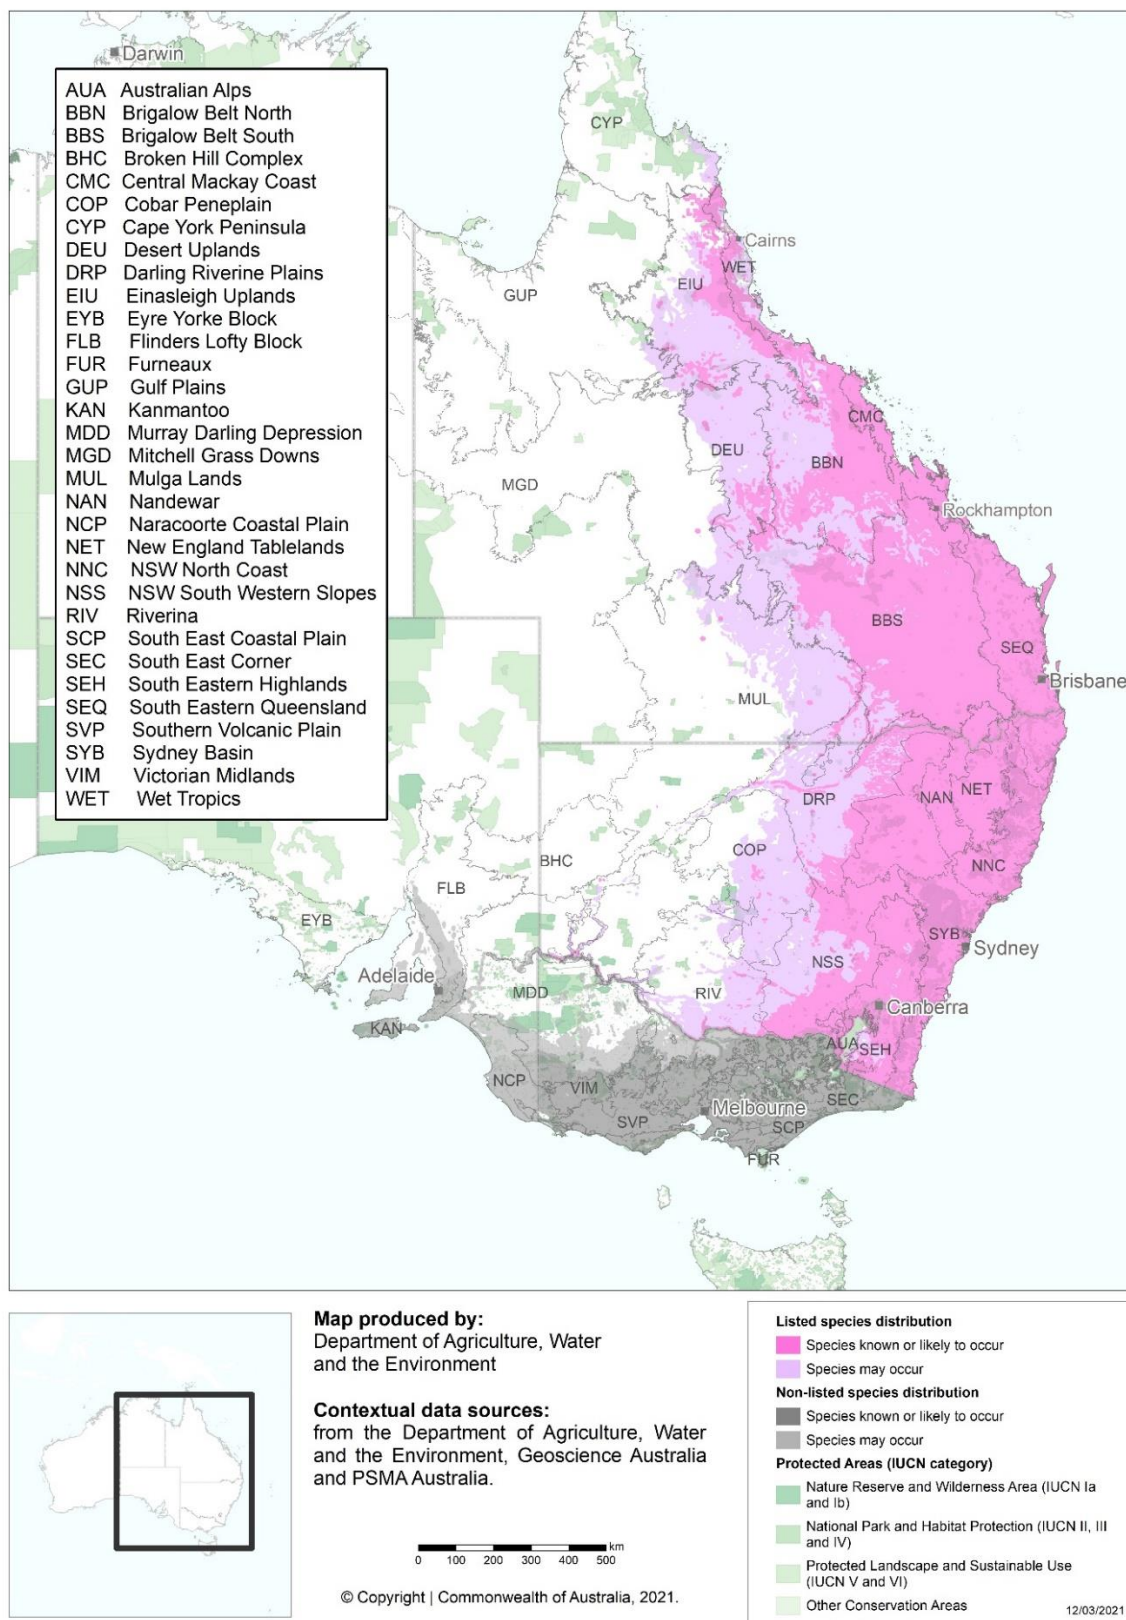 Darwin
AUA Australian Alps
BBN Brigalow Belt North
BBS Brigalow Belt South
BHC Broken Hill Complex
CMC Central Mackay Coast
COP Cobar Peneplain
CYP Cape York Peninsula
DEU Desert Uplands
DRP Darling Riverine Plains
EIU Einasleigh Uplands
EYB Eyre Yorke Block
FLB Flinders Lofty Block
FUR Furneaux
GUP Gulf Plains
KAN Kanmantoo
MDD Murray Darling Depression
MGD Mitchell Grass Downs
MUL Mulga Lands
NAN Nandewar
NCP Naracoorte Coastal Plain
NET New England Tablelands
NNC NSW North Coast
NSS NSW South Western Slopes
RIV Riverina
SCP South East Coastal Plain
SEC South East Corner
SEH South Eastern Highlands
SEQ South Eastern Queensland
SVP Southern Volcanic Plain
SYB Sydney Basin
VIM Victorian Midlands
WET Wet Tropics
CYP
Cairns
WET
EIU
GUP
CMC
DEU
BBN
MGD
Rockhampton
BBS
SEQ
Brisbane
MUL
NET
NAN
DRP
COP
BHC
NNC
FLB
EYB
SYB
Sydney
NSS
Adelaide
MDD
RIV
Canberra
KAN
AUA
SEH
NCP
VIM
SEC
Melbourne
SVP
SCP
FUR
Map produced by:
Department of Agriculture, Water
and the Environment
Contextual data sources:
from the Department of Agriculture, Water
and the Environment, Geoscience Australia
and PSMA Australia.
km
0 100 200 300 400 500
© Copyright | Commonwealth of Australia, 2021.
Listed species distribution
Species known or likely to occur
Species may occur
Non-listed species distribution
Species known or likely to occur
Species may occur
Protected Areas (IUCN category)
Nature Reserve and Wilderness Area (IUCN Ia
and Ib)
National Park and Habitat Protection (IUCN II, III
and IV)
Protected Landscape and Sustainable Use
(IUCN V and VI)
Other Conservation Areas
12/03/2021